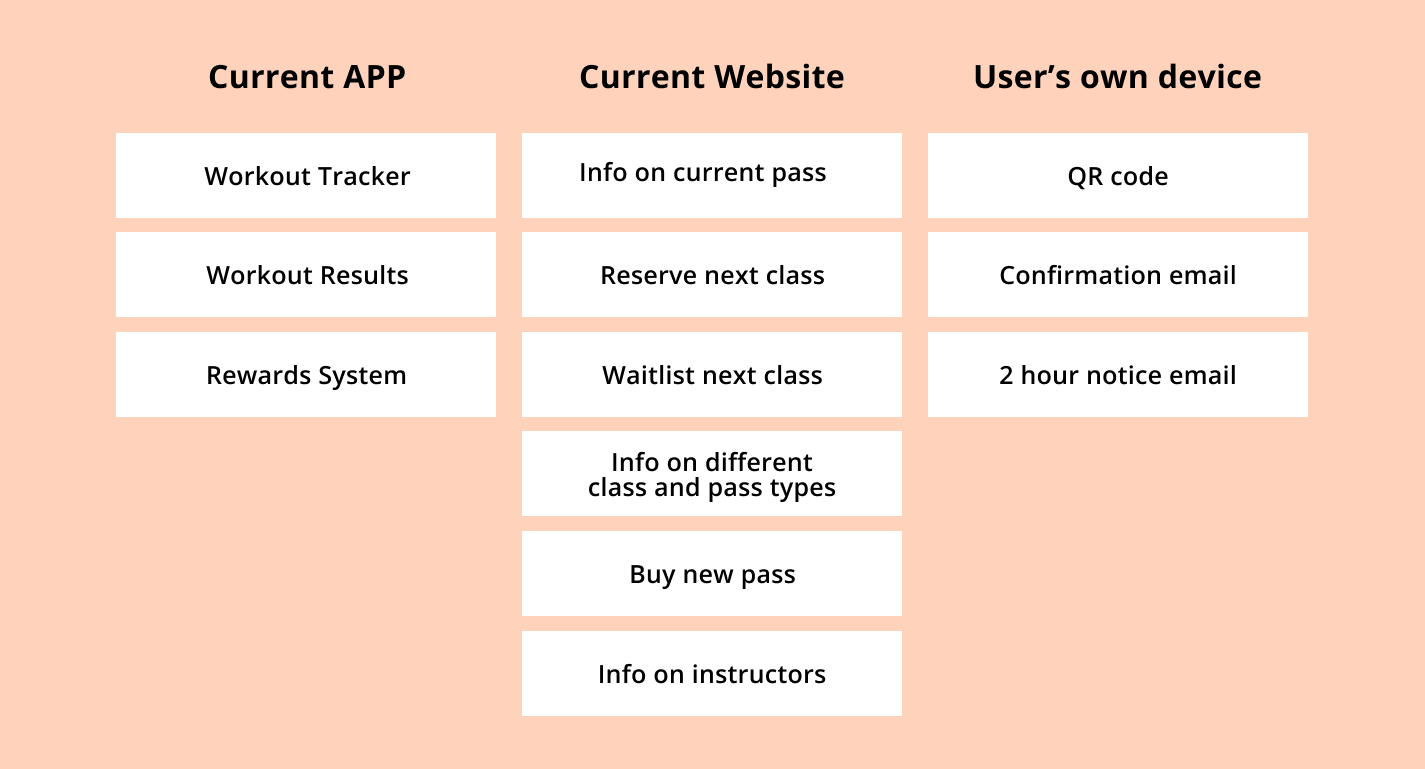 Current APP
Workout Tracker
Workout Results
Rewards System
Current Website
Info on current pass
Reserve next class
Waitlist next class
Info on different
class and pass types
Buy new pass
Info on instructors
User’s own device
QR code
Confirmation email
2 hour notice email